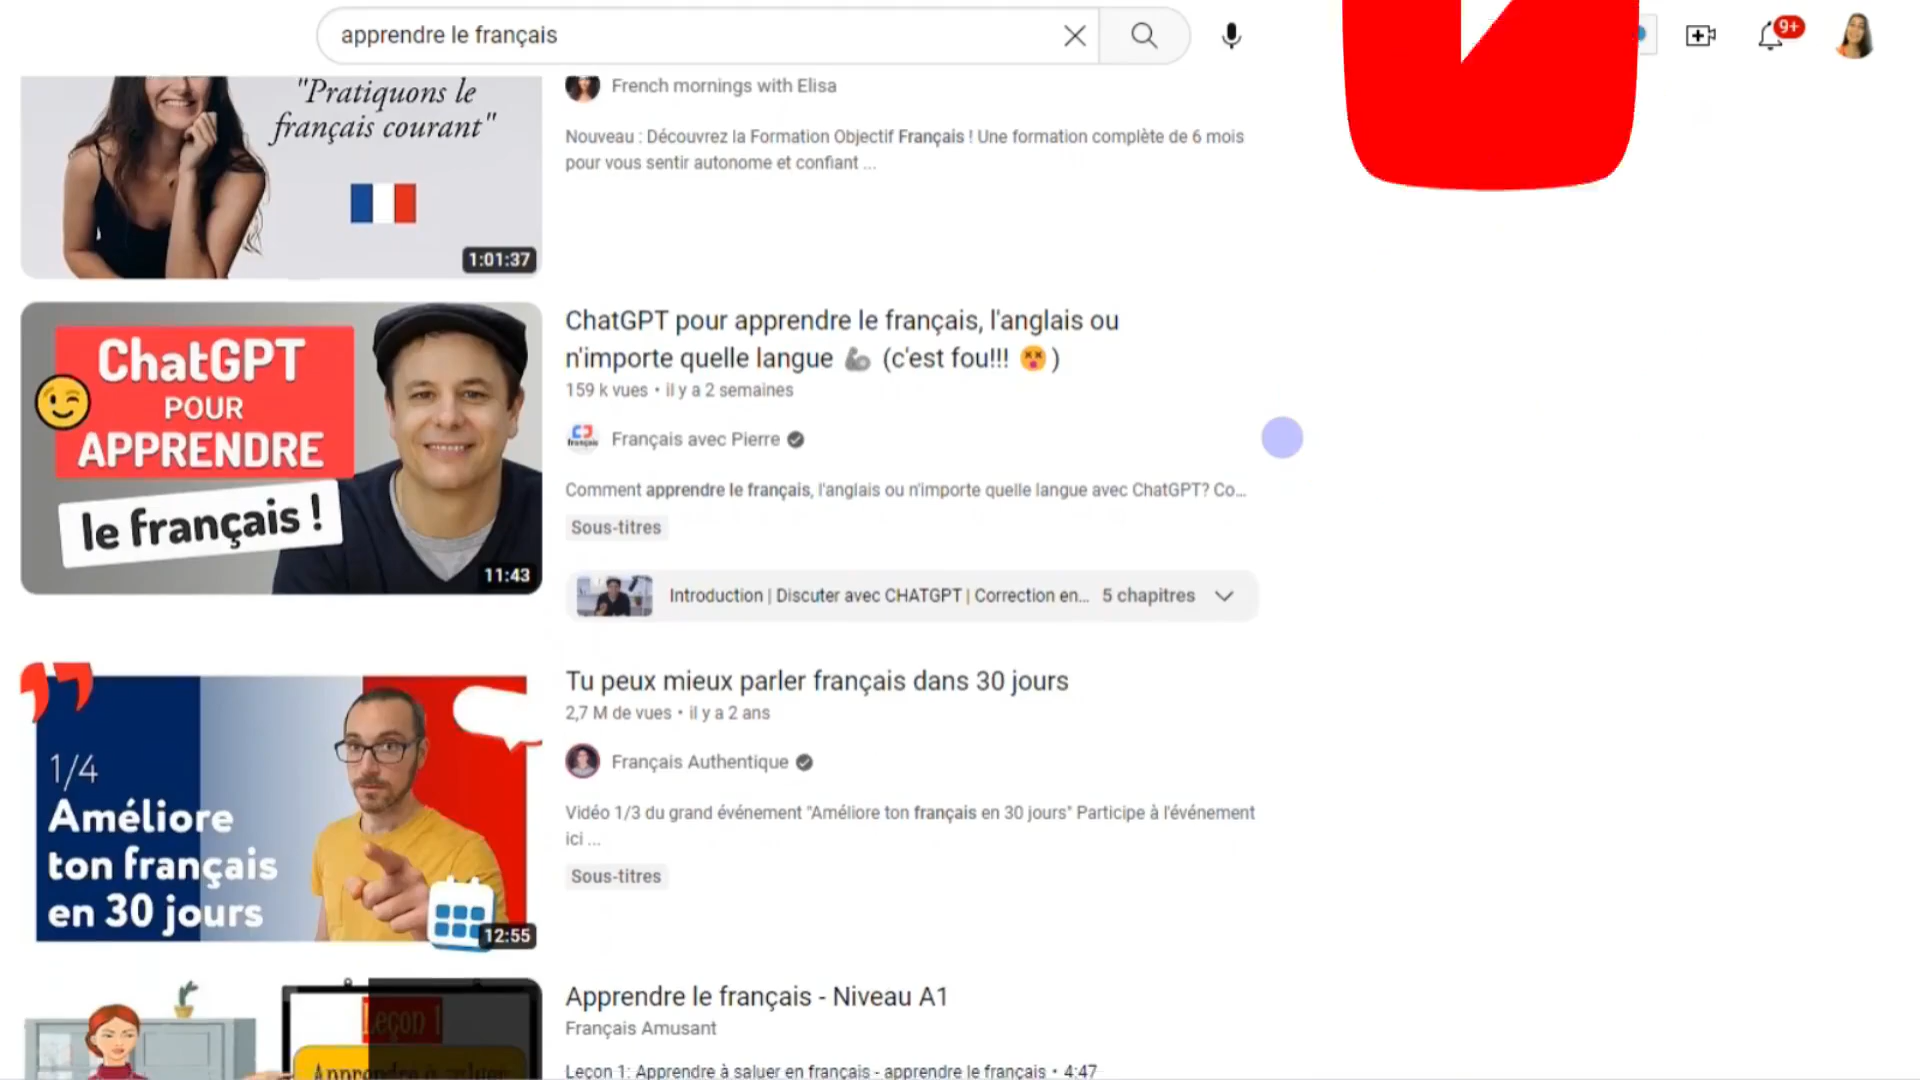 apprendre le français
9+
"Pratiquons le
français courant"
1:01:37
French mornings with Elisa
Nouveau : Découvrez la Formation Objectif Français ! Une formation complète de 6 mois
pour vous sentir autonome et confiant ...
ChatGPT
POUR
APPRENDRE
le français !
11:43
ChatGPT pour apprendre le français, l'anglais ou
n'importe quelle langue 🦾 (c'est fou!!! 😵 )
159 k vues • il y a 2 semaines
français
Français avec Pierre
Comment apprendre le français, l'anglais ou n'importe quelle langue avec ChatGPT? Co...
Sous-titres
Introduction | Discuter avec CHATGPT | Correction en... 5 chapitres
1/4
Améliore
ton français
en 30 jours
12:55
Tu peux mieux parler français dans 30 jours
2,7 M de vues • il y a 2 ans
Français Authentique
Vidéo 1/3 du grand événement "Améliore ton français en 30 jours" Participe à l'événement
ici ...
Sous-titres
Leçon 1
Apprendre à saluer
Apprendre le français - Niveau A1
Français Amusant
Leçon 1: Apprendre à saluer en français - apprendre le français • 4:47